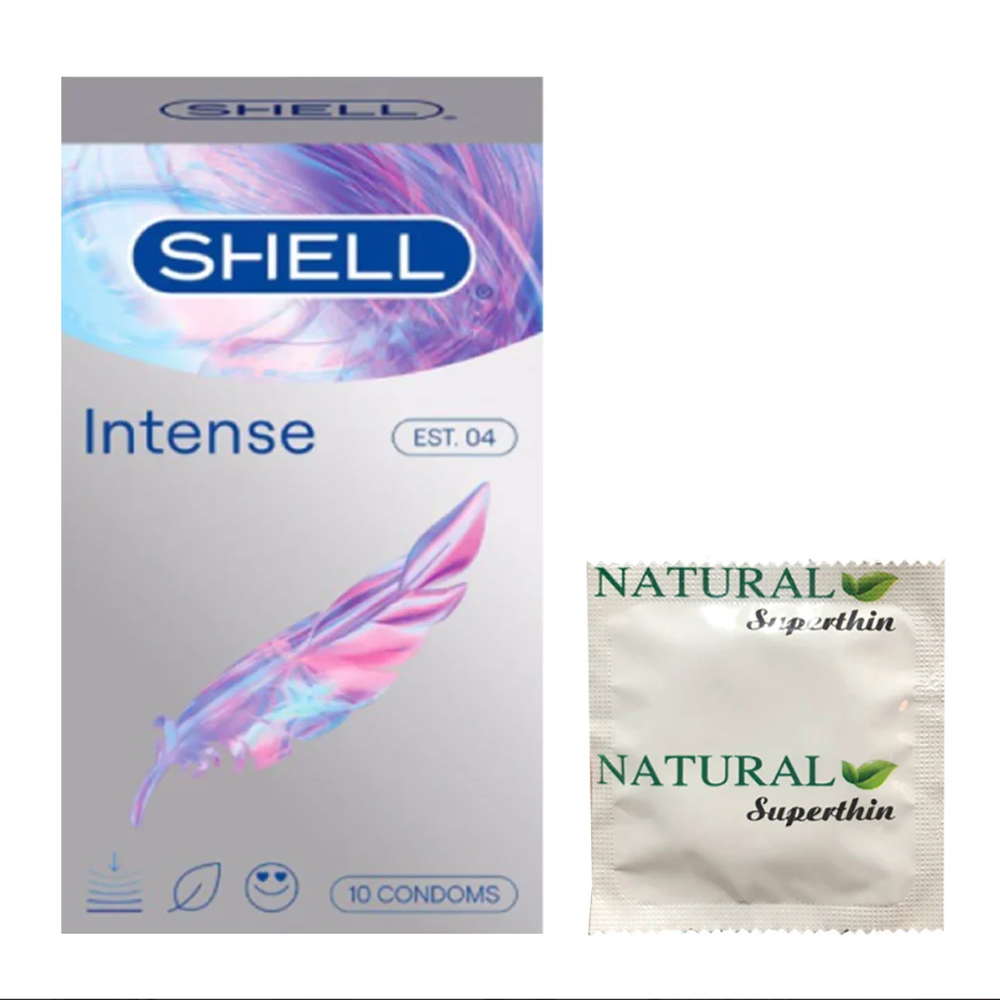 SHELL
SHELL®
Intense
EST. 04
10 CONDOMS
NATURAL
Superthin
NATURAL
Superthin